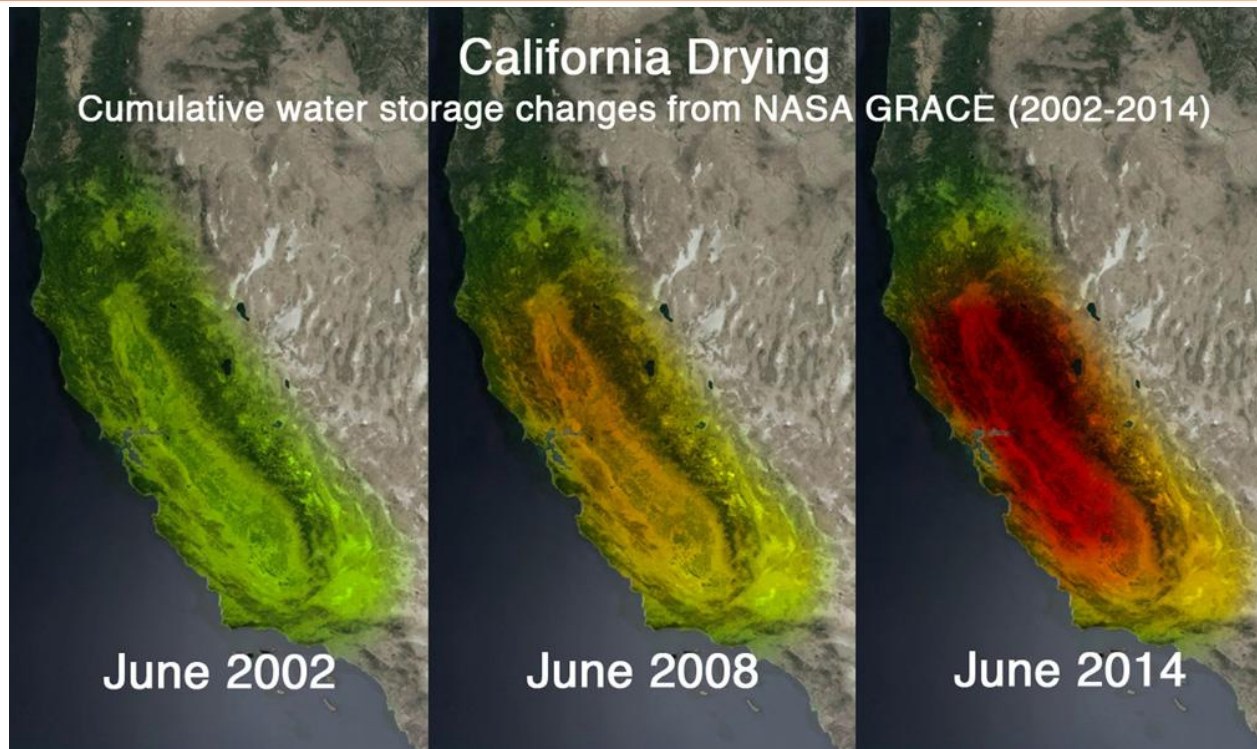 California Drying
Cumulative water storage changes from NASA GRACE (2002-2014)
June 2002
June 2008
June 2014